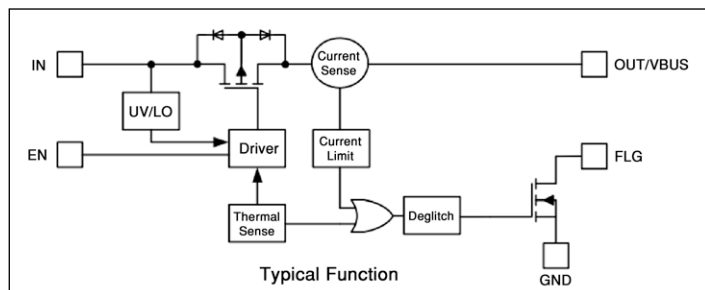 IN
Current
Sense
OUT/VBUS
UV/LO
EN
Driver
Current
Limit
FLG
Thermal
Sense
Deglitch
Typical Function
GND